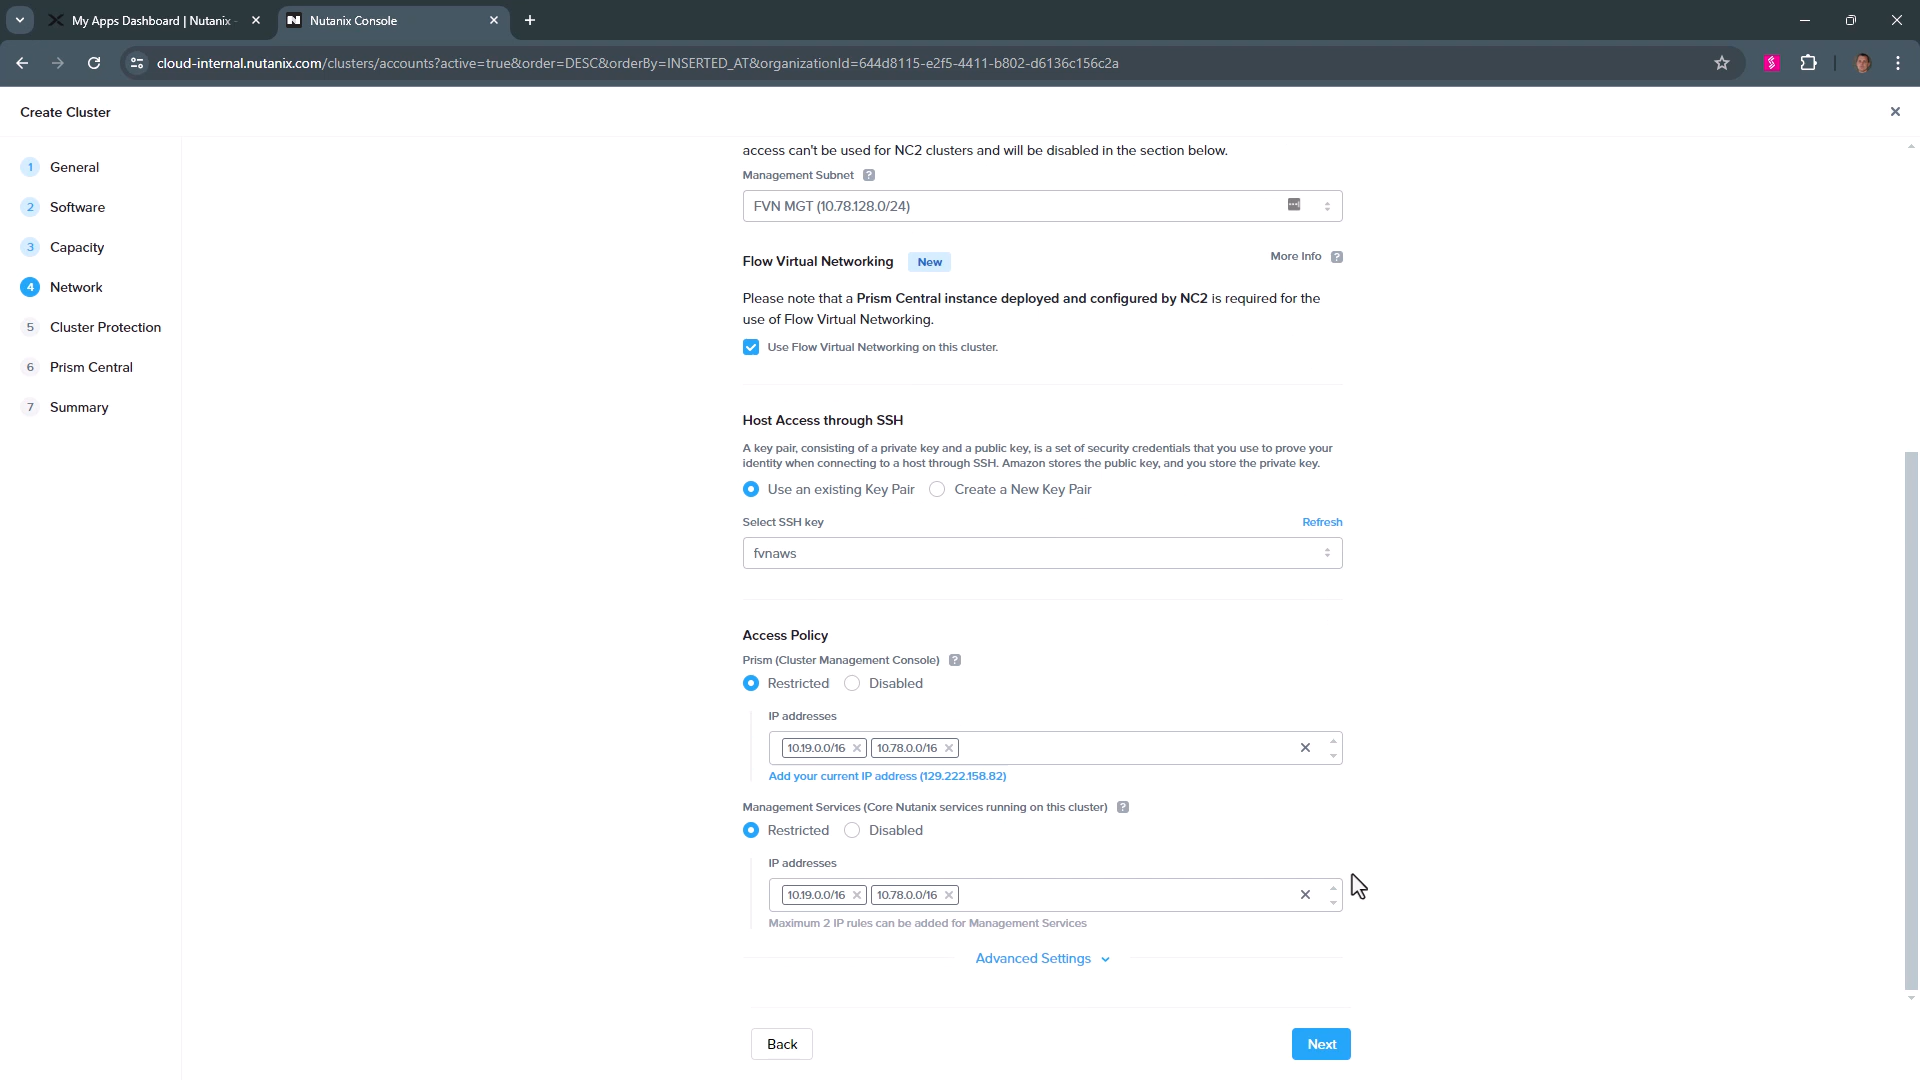 My Apps Dashboard | Nutanix
Nutanix Console
cloud-internal.nutanix.com/clusters/accounts?active=true&order=DESC&orderBy=INSERTED_AT&organizationId=644d8115-e2f5-4411-b802-d6136c156c2a
Create Cluster
1 General
2 Software
3 Capacity
4 Network
5 Cluster Protection
6 Prism Central
7 Summary
access can't be used for NC2 clusters and will be disabled in the section below.
Management Subnet ?
FVN MGT (10.78.128.0/24)
Flow Virtual Networking New
More Info ?
Please note that a Prism Central instance deployed and configured by NC2 is required for the
use of Flow Virtual Networking.
Use Flow Virtual Networking on this cluster.
Host Access through SSH
A key pair, consisting of a private key and a public key, is a set of security credentials that you use to prove your
identity when connecting to a host through SSH. Amazon stores the public key, and you store the private key.
Use an existing Key Pair Create a New Key Pair
Select SSH key Refresh
fvnaws
Access Policy
Prism (Cluster Management Console) ?
Restricted Disabled
IP addresses
10.19.0.0/16 10.78.0.0/16
Add your current IP address (129.222.158.82)
Management Services (Core Nutanix services running on this cluster) ?
Restricted Disabled
IP addresses
10.19.0.0/16 10.78.0.0/16
Maximum 2 IP rules can be added for Management Services
Advanced Settings
Back Next